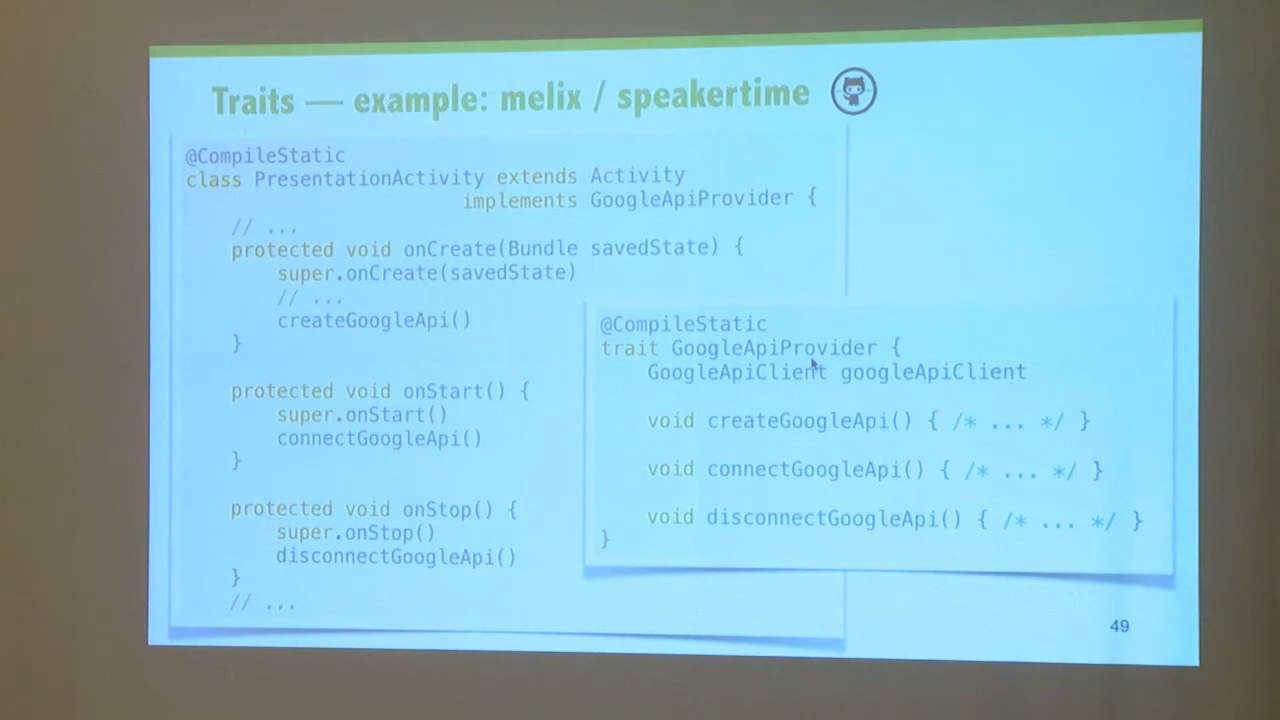 Traits — example: melix / speakertime
@CompileStatic
class PresentationActivity extends Activity
implements GoogleApiProvider {
// ...
protected void onCreate(Bundle savedState) {
super.onCreate(savedState)
// ...
createGoogleApi()
}
protected void onStart() {
super.onStart()
connectGoogleApi()
}
protected void onStop() {
super.onStop()
disconnectGoogleApi()
}
// ...
@CompileStatic
trait GoogleApiProvider {
GoogleApiClient googleApiClient
void createGoogleApi() { /* ... */ }
void connectGoogleApi() { /* ... */ }
void disconnectGoogleApi() { /* ... */ }
}
49